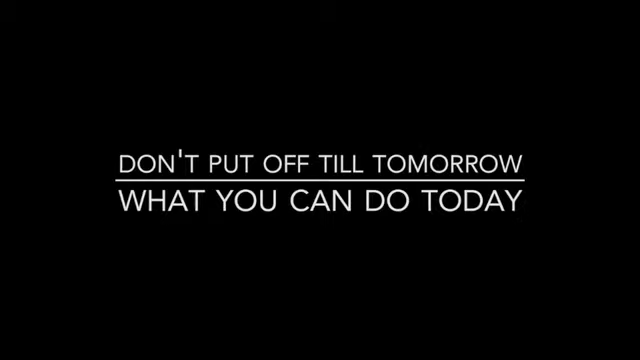 DON'T PUT OFF TILL TOMORROW
WHAT YOU CAN DO TODAY